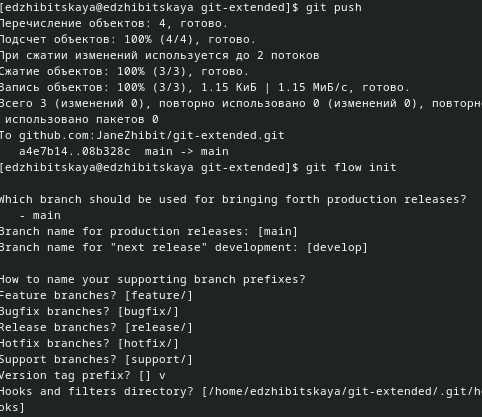 [edzhibitskaya@edzhibitskaya git-extended]$ git push
Перечисление объектов: 4, готово.
Подсчет объектов: 100% (4/4), готово.
При сжатии изменений используется до 2 потоков
Сжатие объектов: 100% (3/3), готово.
Запись объектов: 100% (3/3), 1.15 КиБ | 1.15 МиБ/с, готово.
Всего 3 (изменений 0), повторно использовано 0 (изменений 0), повторн
использовано пакетов 0
To github.com:JaneZhibit/git-extended.git
a4e7b14..08b328c  main -> main
[edzhibitskaya@edzhibitskaya git-extended]$ git flow init
Which branch should be used for bringing forth production releases?
- main
Branch name for production releases: [main]
Branch name for "next release" development: [develop]
How to name your supporting branch prefixes?
Feature branches? [feature/]
Bugfix branches? [bugfix/]
Release branches? [release/]
Hotfix branches? [hotfix/]
Support branches? [support/]
Version tag prefix? [] v
Hooks and filters directory? [/home/edzhibitskaya/git-extended/.git/ho
oks]